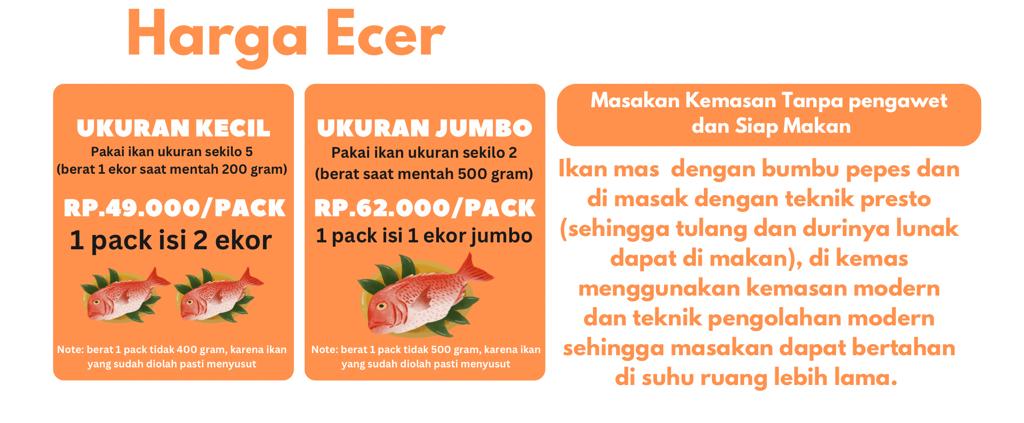 Harga Ecer
UKURAN KECIL
Pakai ikan ukuran sekilo 5
(berat 1 ekor saat mentah 200 gram)
RP.49.000/PACK
1 pack isi 2 ekor
Note: berat 1 pack tidak 400 gram, karena ikan
yang sudah diolah pasti menyusut
UKURAN JUMBO
Pakai ikan ukuran sekilo 2
(berat saat mentah 500 gram)
RP.62.000/PACK
1 pack isi 1 ekor jumbo
Note: berat 1 pack tidak 500 gram, karena ikan
yang sudah diolah pasti menyusut
Masakan Kemasan Tanpa pengawet
dan Siap Makan
Ikan mas dengan bumbu pepes dan
di masak dengan teknik presto
(sehingga tulang dan durinya lunak
dapat di makan), di kemas
menggunakan kemasan modern
dan teknik pengolahan modern
sehingga masakan dapat bertahan
di suhu ruang lebih lama.